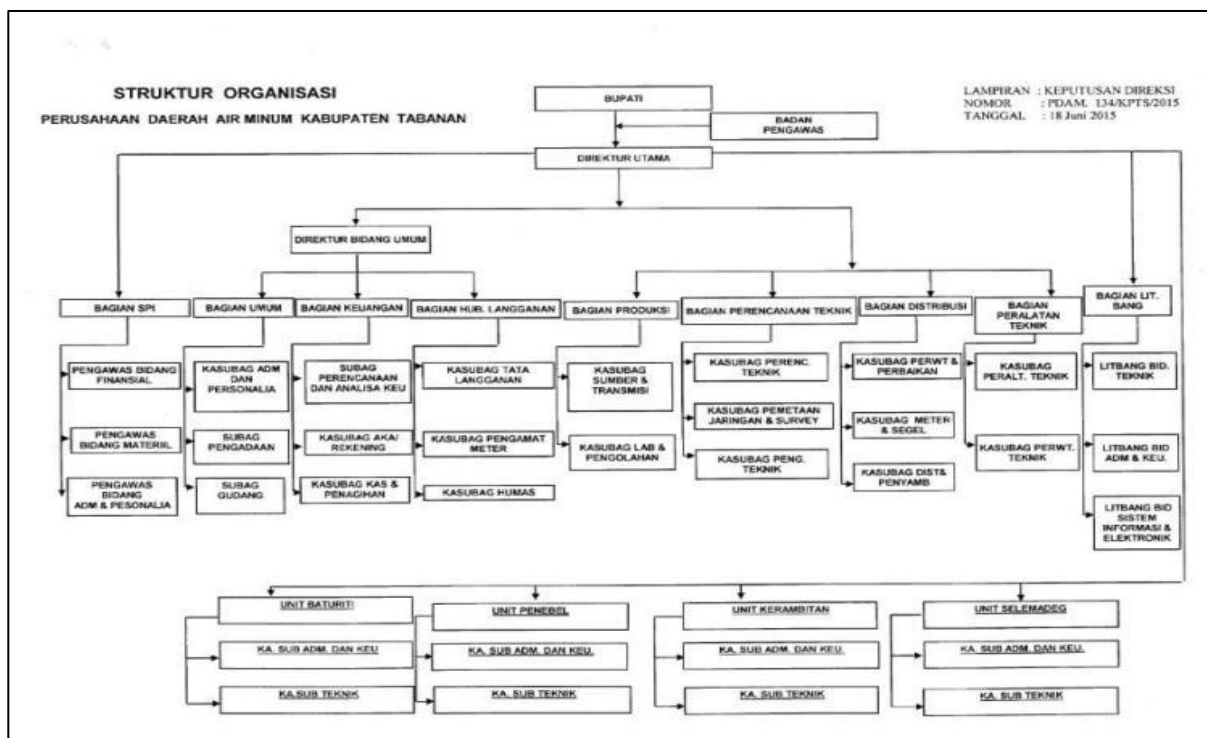 STRUKTUR ORGANISASI
PERUSAHAAN DAERAH AIR MINUM KABUPATEN TABANAN
LAMPIRAN : KEPUTUSAN DIREKSI
NOMOR : PDAM. 134/KPTS/2015
TANGGAL : 18 Juni 2015
BUPATI
BADAN
PENGAWAS
DIREKTUR UTAMA
DIREKTUR BIDANG UMUM
BAGIAN SPI
PENGAWAS BIDANG
FINANSIAL
PENGAWAS
BIDANG MATERIIL
PENGAWAS
BIDANG
ADM & PESONALIA
BAGIAN UMUM
KASUBAG ADM
DAN
PERSONALIA
SUBAG
PENGADAAN
SUBAG
GUDANG
BAGIAN KEUANGAN
SUBAG
PERENCANAAN
DAN ANALISA KEU
KASUBAG AKA/
REKENING
KASUBAG KAS &
PENAGIHAN
BAGIAN HUB. LANGGANAN
KASUBAG TATA
LANGGANAN
KASUBAG PENGAMAT
METER
KASUBAG HUMAS
BAGIAN PRODUKSI
KASUBAG
SUMBER &
TRANSMISI
KASUBAG LAB &
PENGOLAHAN
BAGIAN PERENCANAAN TEKNIK
KASUBAG PERENC.
TEKNIK
KASUBAG PEMETAAN
JARINGAN & SURVEY
KASUBAG PENG.
TEKNIK
BAGIAN DISTRIBUSI
KASUBAG PERWT &
PERBAIKAN
KASUBAG METER
& SEGEL
KASUBAG DIST&
PENYAMB
BAGIAN
PERALATAN
TEKNIK
KASUBAG
PERALT. TEKNIK
KASUBAG PERWT.
TEKNIK
BAGIAN LIT.
BANG
LITBANG BID.
TEKNIK
LITBANG BID
ADM & KEU.
LITBANG BID
SISTEM
INFORMASI &
ELEKTRONIK
UNIT BATURITI
KA. SUB ADM. DAN KEU
KA.SUB TEKNIK
UNIT PENEBEL
KA. SUB ADM. DAN KEU.
KA. SUB TEKNIK
UNIT KERAMBITAN
KA. SUB ADM. DAN KEU.
KA. SUB TEKNIK
UNIT SELEMADEG
KA. SUB ADM. DAN KEU.
KA. SUB TEKNIK